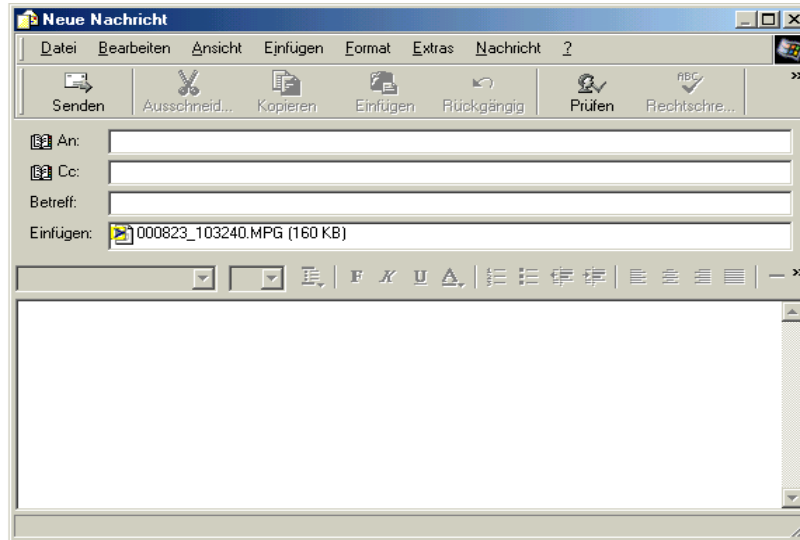 Neue Nachricht
Datei Bearbeiten Ansicht Einfügen Format Extras Nachricht ?
ABC
Senden Ausschneid... Kopieren Einfügen Rückgängig Prüfen Rechtschre... »
An:
Cc:
Betreff:
Einfügen: 000823_103240.MPG (160 KB)
F K U A »